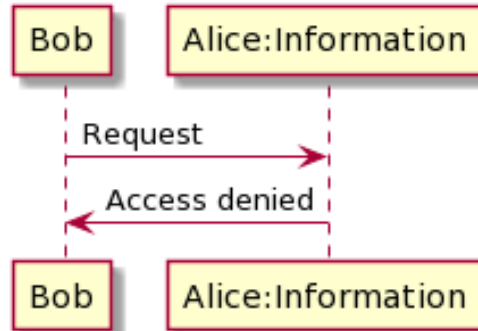 Bob
Alice:Information
Request
Access denied
Bob
Alice:Information